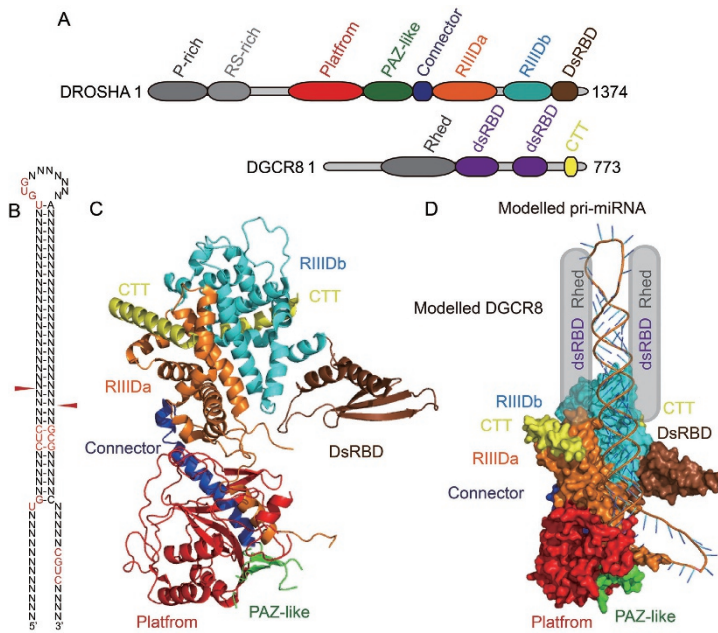 A
P-rich
RS-rich
Platfrom
PAZ-like
Connector
RIIIDa
RIIIDb
DsRBD
DROSHA 1
1374
Rhed
dsRBD
dsRBD
CTT
DGCR8 1
773
B
5'
3'
C
RIIIDb
CTT
CTT
RIIIDa
DsRBD
Connector
Platfrom
PAZ-like
D
Modelled pri-miRNA
Modelled DGCR8
dsRBD Rhed
dsRBD Rhed
RIIIDb
CTT
CTT
DsRBD
RIIIDa
Connector
Platfrom
PAZ-like